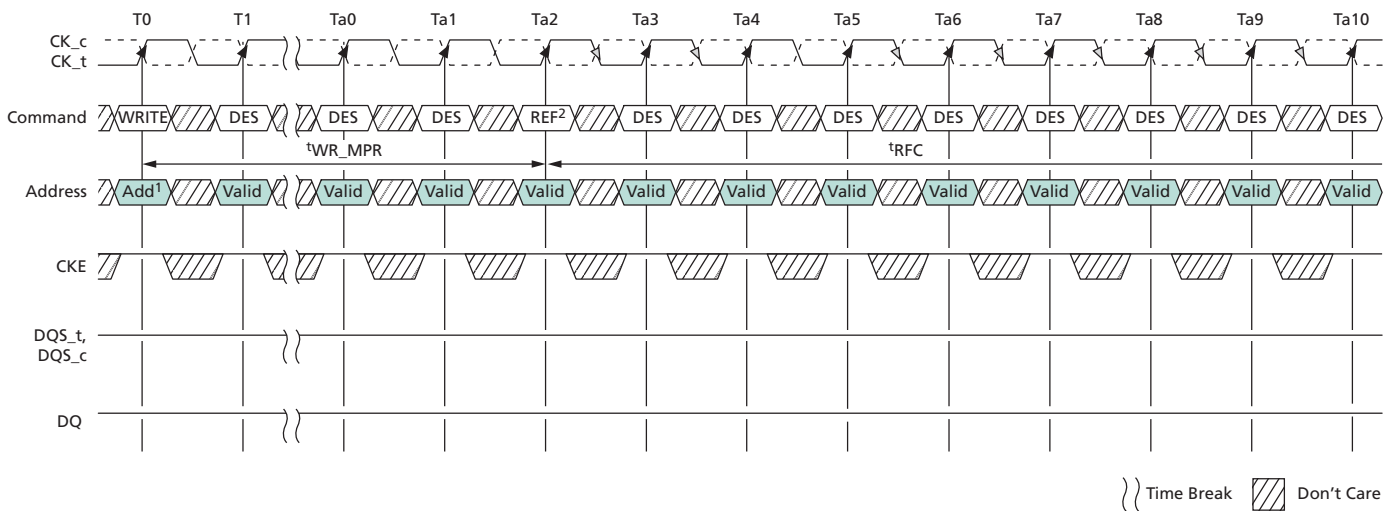 T0 T1 Ta0 Ta1 Ta2 Ta3 Ta4 Ta5 Ta6 Ta7 Ta8 Ta9 Ta10
CK_c
CK_t
Command WRITE DES DES DES REF2 DES DES DES DES DES DES DES DES
tWR_MPR tRFC
Address Add1 Valid Valid Valid Valid Valid Valid Valid Valid Valid Valid Valid Valid
CKE
DQS_t,
DQS_c
DQ
Time Break Don't Care